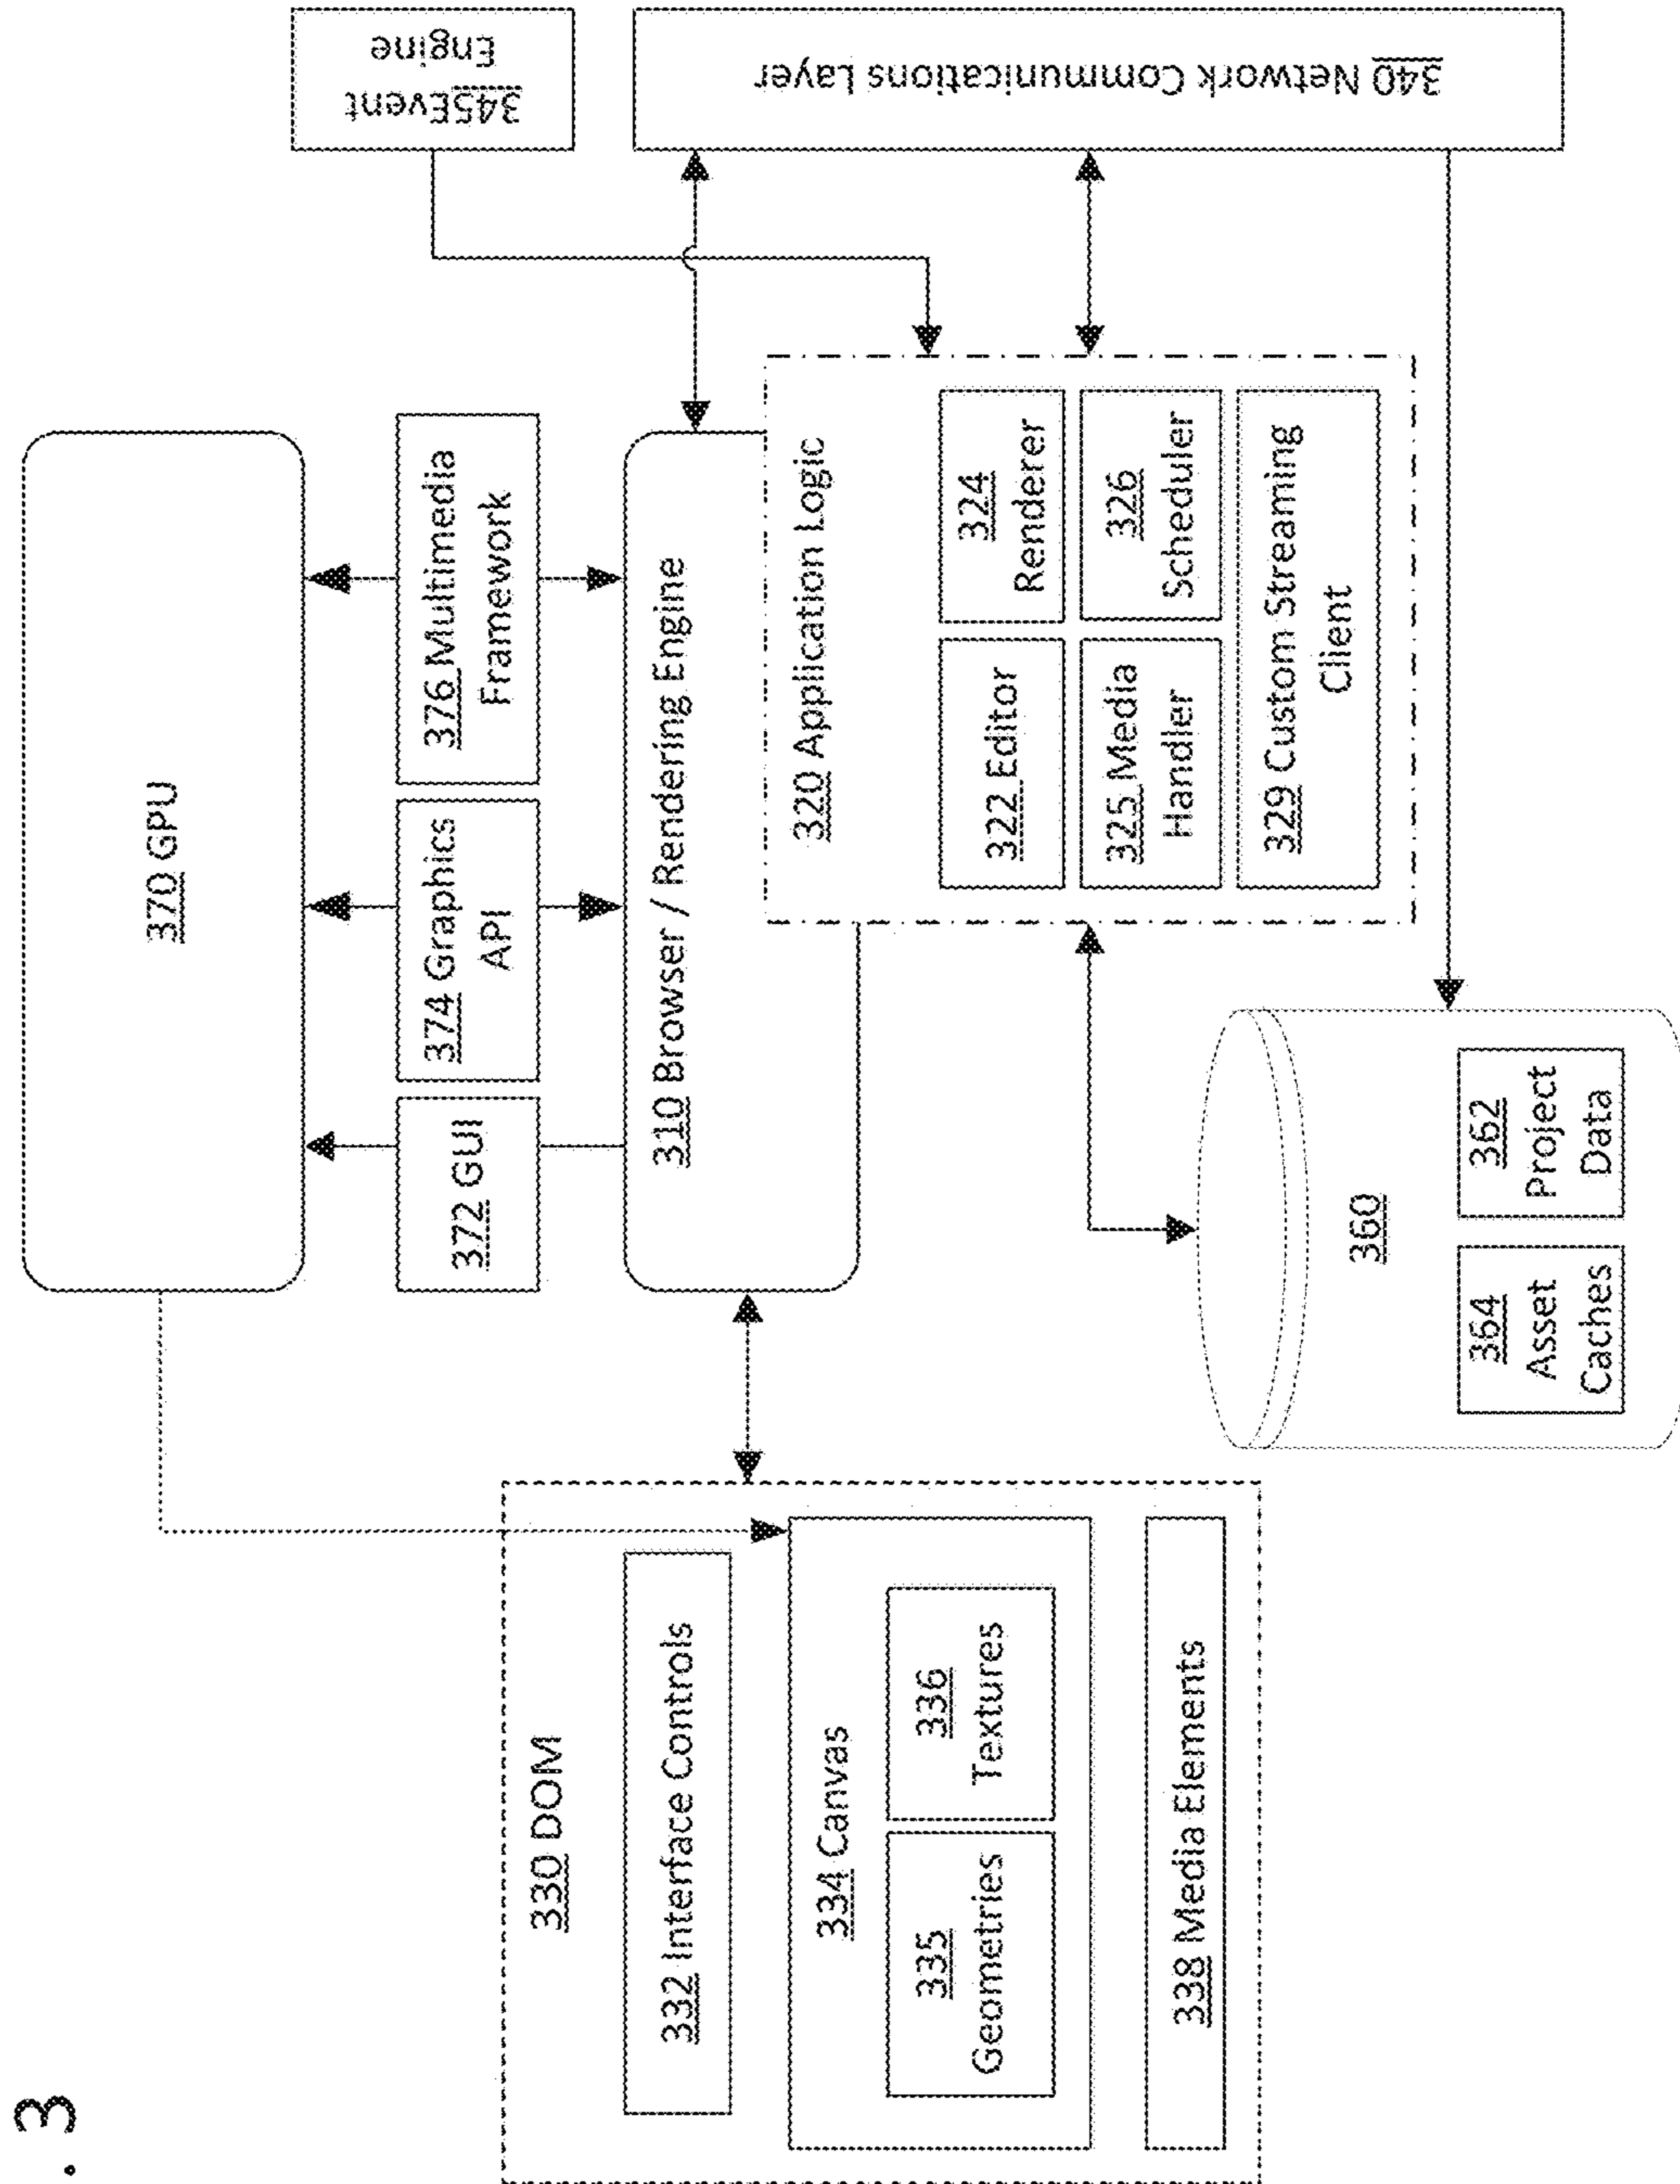 . 3
370 GPU
372 GUI
374 Graphics
API
376 Multimedia
Framework
310 Browser / Rendering Engine
320 Application Logic
322 Editor
324
Renderer
325 Media
Handler
326
Scheduler
329 Custom Streaming
Client
330 DOM
332 Interface Controls
334 Canvas
335
Geometries
336
Textures
338 Media Elements
360
364
Asset
Caches
362
Project
Data
345Event
Engine
340 Network Communications Layer